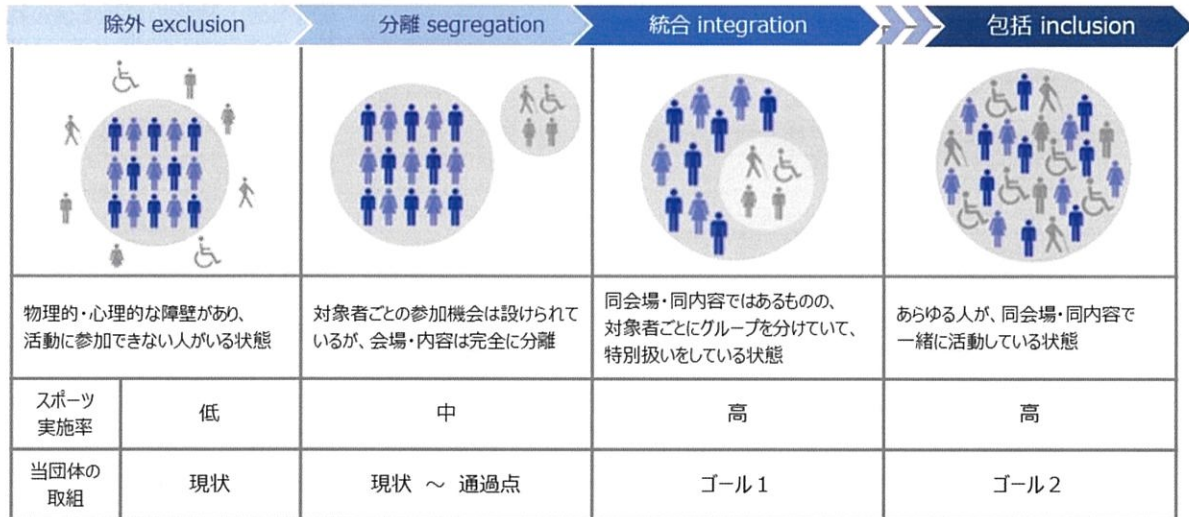 除外 exclusion
分離 segregation
統合 integration
包括 inclusion
物理的・心理的な障壁があり、
活動に参加できない人がいる状態
対象者ごとの参加機会は設けられて
いるが、会場・内容は完全に分離
同会場・同内容ではあるものの、
対象者ごとにグループを分けていて、
特別扱いをしている状態
あらゆる人が、同会場・同内容で
一緒に活動している状態
スポーツ
実施率
低
中
高
高
当団体の
取組
現状
現状 ～ 通過点
ゴール１
ゴール２